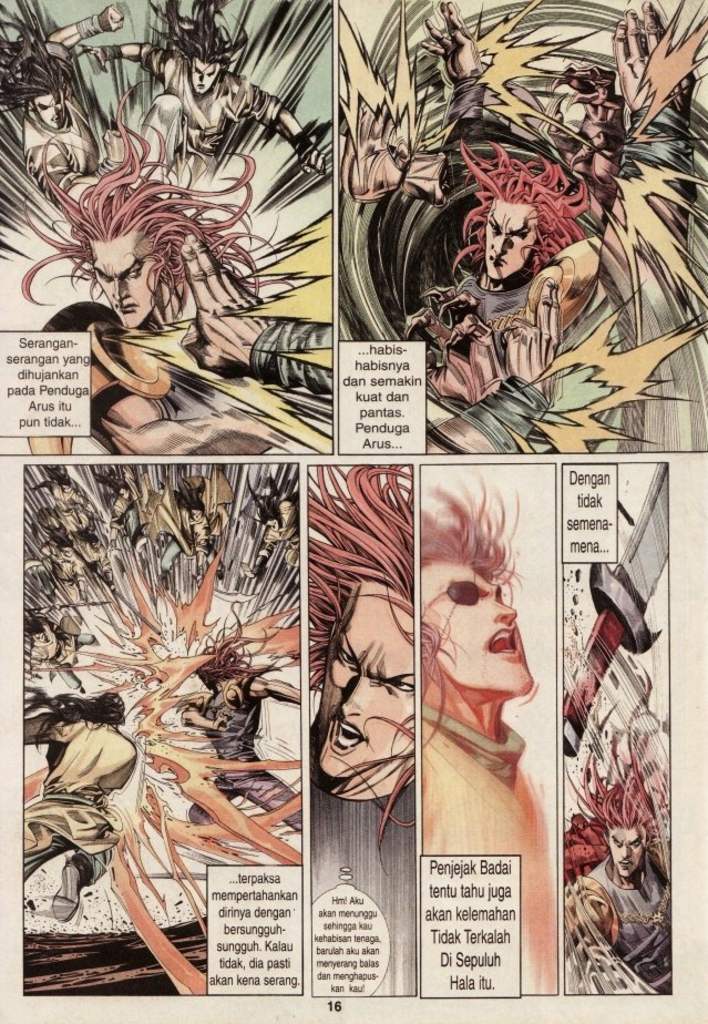 Serangan-
serangan yang
dihujankan
pada Penduga
Arus itu
pun tidak...
...habis-
habisnya
dan semakin
kuat dan
pantas.
Penduga
Arus...
...terpaksa
mempertahankan
dirinya dengan
bersungguh-
sungguh. Kalau
tidak, dia pasti
akan kena serang.
Hm! Aku
akan menunggu
sehingga kau
kehabisan tenaga,
barulah aku akan
menyerang balas
dan menghapus-
kan kau!
Penjejak Badai
tentu tahu juga
akan kelemahan
Tidak Terkalah
Di Sepuluh
Hala itu.
Dengan
tidak
semena-
mena...
16